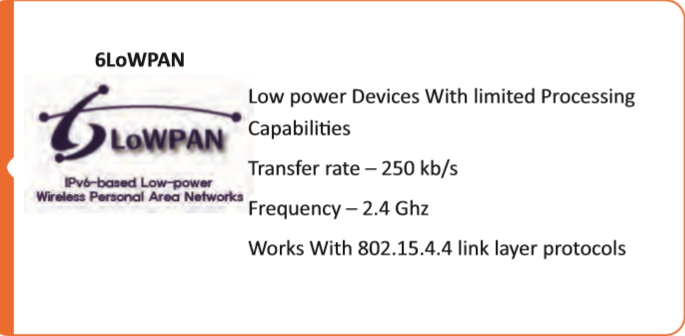 6LoWPAN
6LoWPAN
IPv6-based Low-power
Wireless Personal Area Networks
Low power Devices With limited Processing
Capabilities
Transfer rate – 250 kb/s
Frequency – 2.4 Ghz
Works With 802.15.4.4 link layer protocols